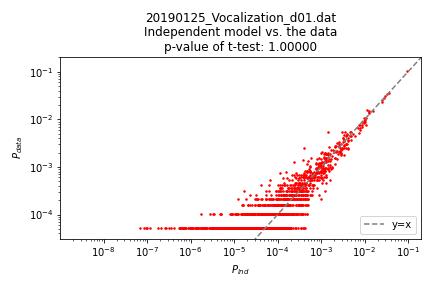 20190125_Vocalization_d01.dat
Independent model vs. the data
p-value of t-test: 1.00000
10⁻¹
10⁻²
10⁻³
10⁻⁴
P_data
y=x
10⁻⁸ 10⁻⁷ 10⁻⁶ 10⁻⁵ 10⁻⁴ 10⁻³ 10⁻² 10⁻¹
P_ind